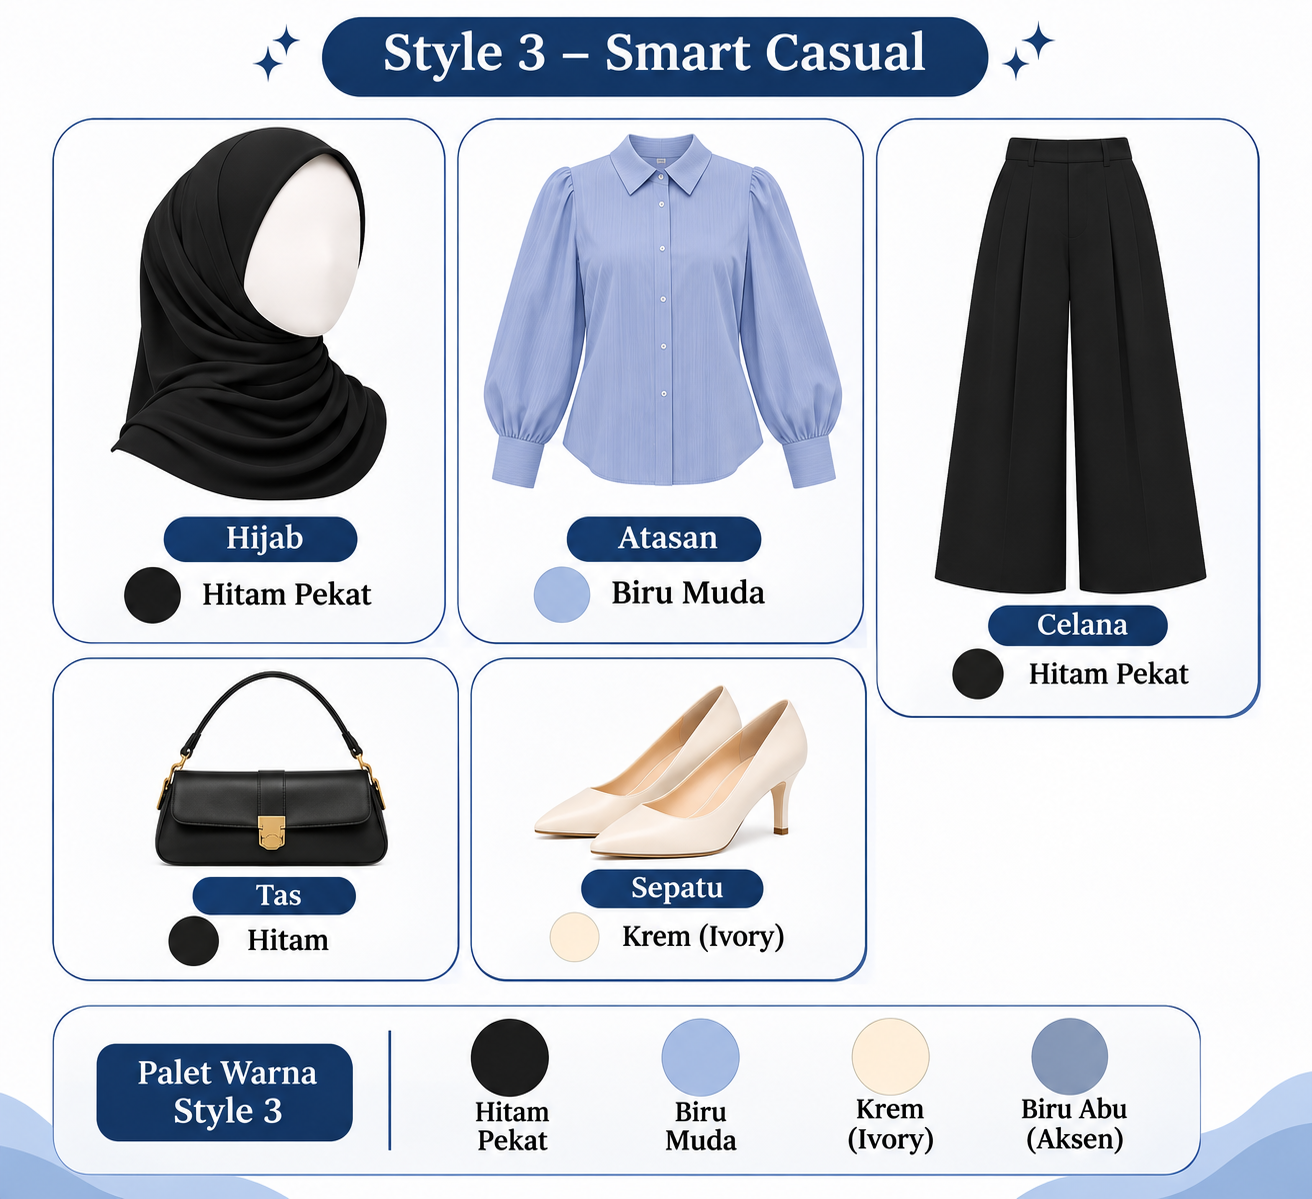 Style 3 – Smart Casual
Hijab
Hitam Pekat
Atasan
Biru Muda
Celana
Hitam Pekat
Tas
Hitam
Sepatu
Krem (Ivory)
Palet Warna
Style 3
Hitam
Pekat
Biru
Muda
Krem
(Ivory)
Biru Abu
(Aksen)